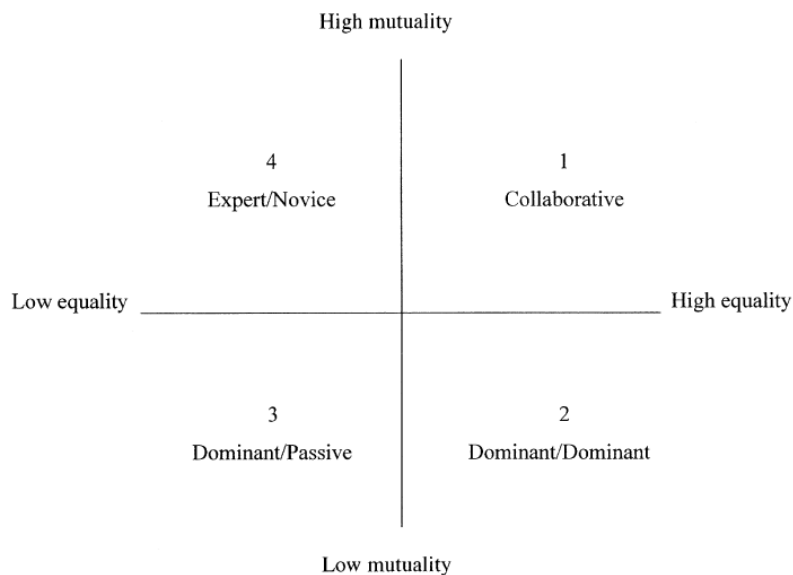 High mutuality
4
Expert/Novice
1
Collaborative
Low equality
High equality
3
Dominant/Passive
2
Dominant/Dominant
Low mutuality